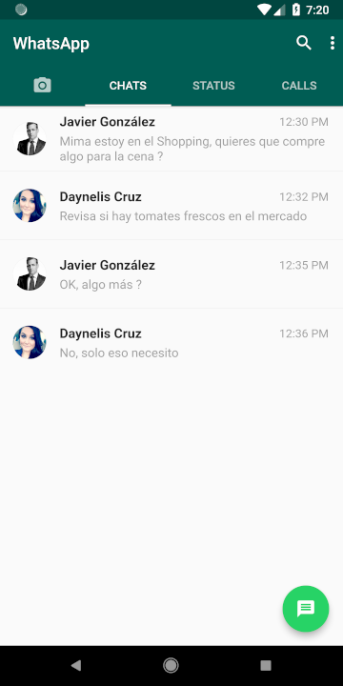 7:20
WhatsApp
CHATS STATUS CALLS
Javier González 12:30 PM
Mima estoy en el Shopping, quieres que compre
algo para la cena ?
Daynelis Cruz 12:32 PM
Revisa si hay tomates frescos en el mercado
Javier González 12:35 PM
OK, algo más ?
Daynelis Cruz 12:36 PM
No, solo eso necesito